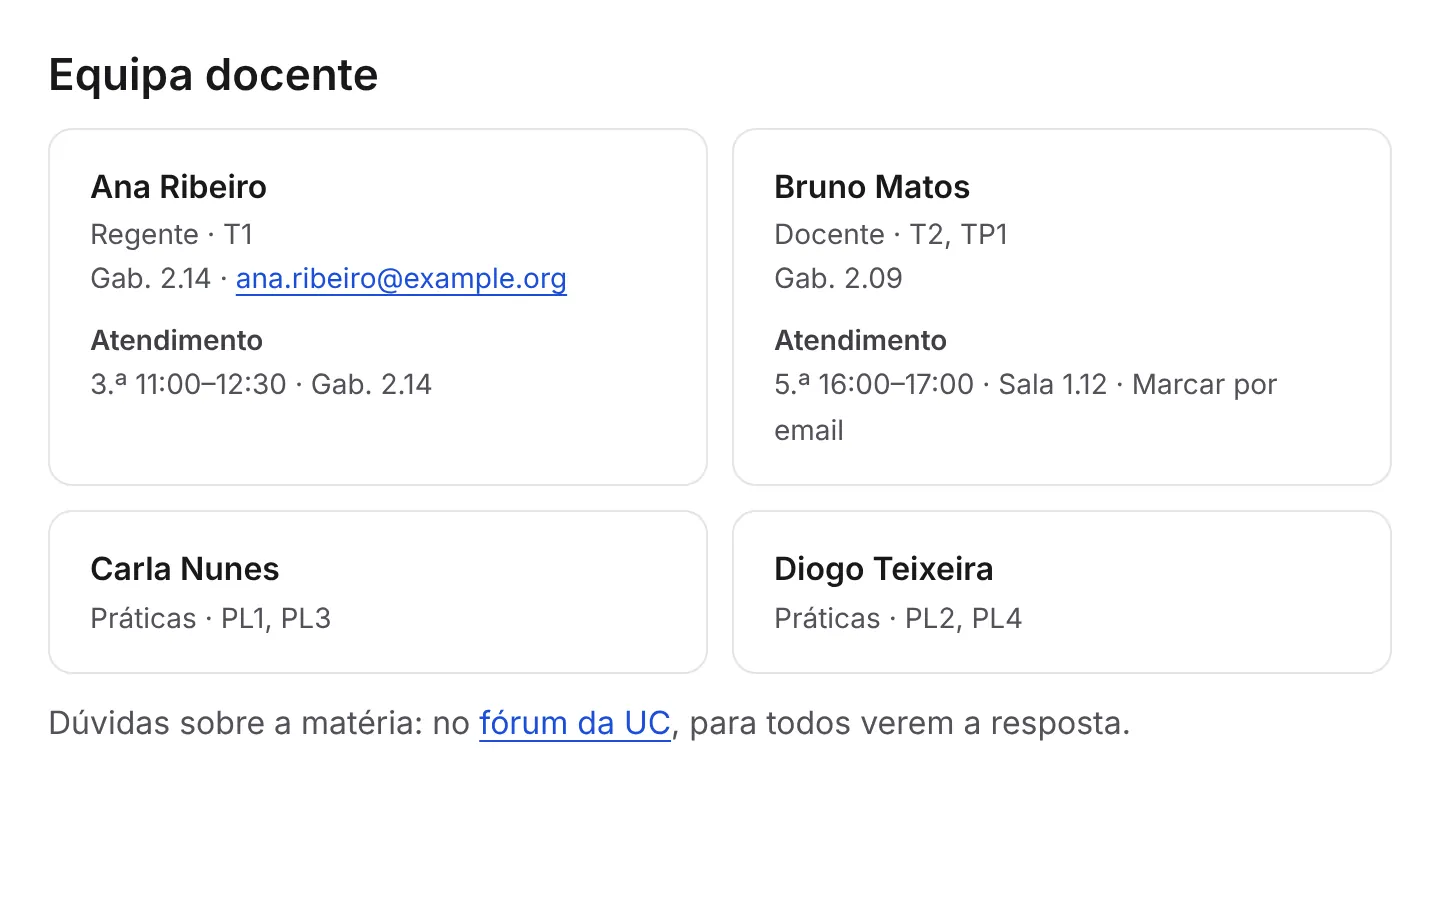 Equipa docente
Ana Ribeiro
Regente · T1
Gab. 2.14 · ana.ribeiro@example.org
Atendimento
3.ª 11:00–12:30 · Gab. 2.14
Bruno Matos
Docente · T2, TP1
Gab. 2.09
Atendimento
5.ª 16:00–17:00 · Sala 1.12 · Marcar por
email
Carla Nunes
Práticas · PL1, PL3
Diogo Teixeira
Práticas · PL2, PL4
Dúvidas sobre a matéria: no fórum da UC, para todos verem a resposta.